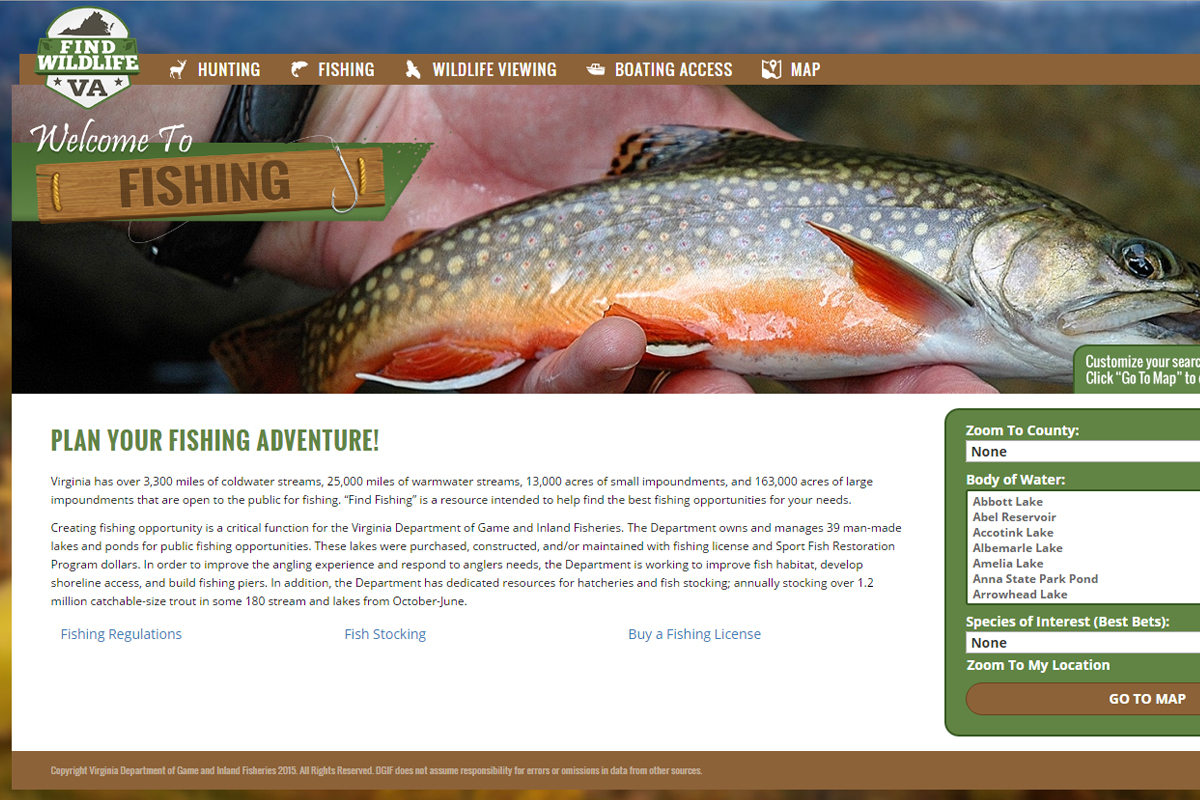 FIND
WILDLIFE
VA
HUNTING
FISHING
WILDLIFE VIEWING
BOATING ACCESS
MAP
Welcome To
FISHING
Customize your searc
Click “Go To Map” to
PLAN YOUR FISHING ADVENTURE!
Virginia has over 3,300 miles of coldwater streams, 25,000 miles of warmwater streams, 13,000 acres of small impoundments, and 163,000 acres of large
impoundments that are open to the public for fishing. “Find Fishing” is a resource intended to help find the best fishing opportunities for your needs.
Creating fishing opportunity is a critical function for the Virginia Department of Game and Inland Fisheries. The Department owns and manages 39 man-made
lakes and ponds for public fishing opportunities. These lakes were purchased, constructed, and/or maintained with fishing license and Sport Fish Restoration
Program dollars. In order to improve the angling experience and respond to anglers needs, the Department is working to improve fish habitat, develop
shoreline access, and build fishing piers. In addition, the Department has dedicated resources for hatcheries and fish stocking; annually stocking over 1.2
million catchable-size trout in some 180 stream and lakes from October-June.
Fishing Regulations
Fish Stocking
Buy a Fishing License
Zoom To County:
None
Body of Water:
Abbott Lake
Abel Reservoir
Accotink Lake
Albemarle Lake
Amelia Lake
Anna State Park Pond
Arrowhead Lake
Species of Interest (Best Bets):
None
Zoom To My Location
GO TO MAP
Copyright Virginia Department of Game and Inland Fisheries 2015. All Rights Reserved. DGIF does not assume responsibility for errors or omissions in data from other sources.